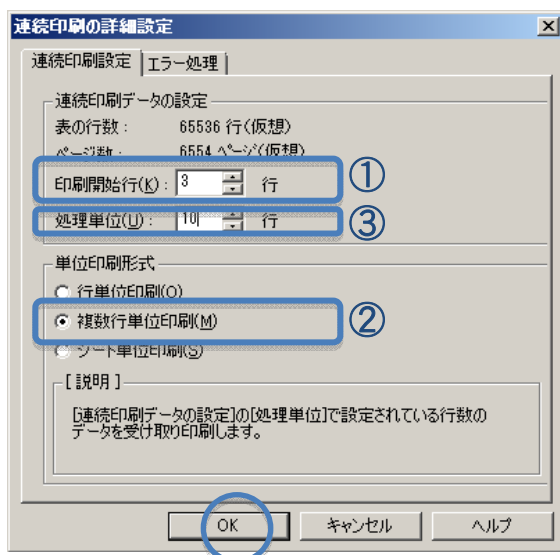 連続印刷の詳細設定
連続印刷設定 エラー処理
連続印刷データの設定
表の行数: 65536 行(仮想)
ページ数: 6554 ページ(仮想)
印刷開始行(K): 3 行 ①
処理単位(U): 10 行 ③
単位印刷形式
行単位印刷(O)
複数行単位印刷(M) ②
シート単位印刷(S)
[説明]
[連続印刷データの設定]の[処理単位]で設定されている行数の
データを受け取り印刷します。
OK キャンセル ヘルプ